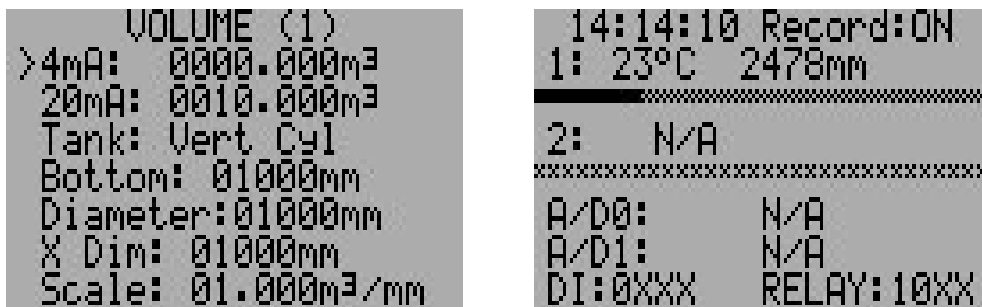 VOLUME (1)
>4mA: 0000.000m³
20mA: 0010.000m³
Tank: Vert Cyl
Bottom: 01000mm
Diameter:01000mm
X Dim: 01000mm
Scale: 01.000m³/mm
14:14:10 Record:ON
1: 23ºC 2478mm
2: N/A
A/D0: N/A
A/D1: N/A
DI:0XXX RELAY:10XX